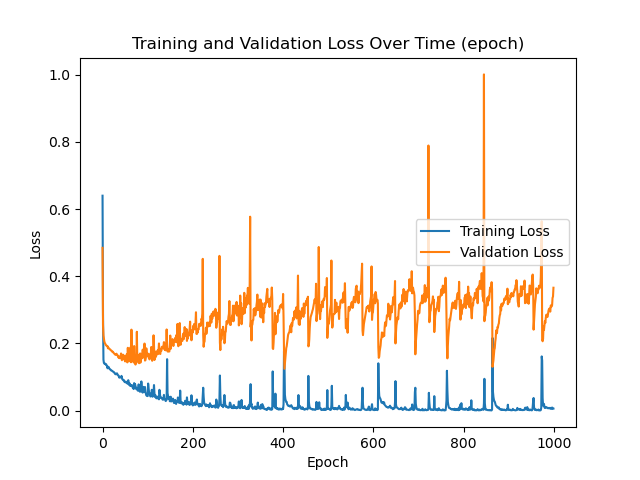 Training and Validation Loss Over Time (epoch)
1.0
0.8
0.6
0.4
0.2
0.0
Loss
Training Loss
Validation Loss
0 200 400 600 800 1000
Epoch